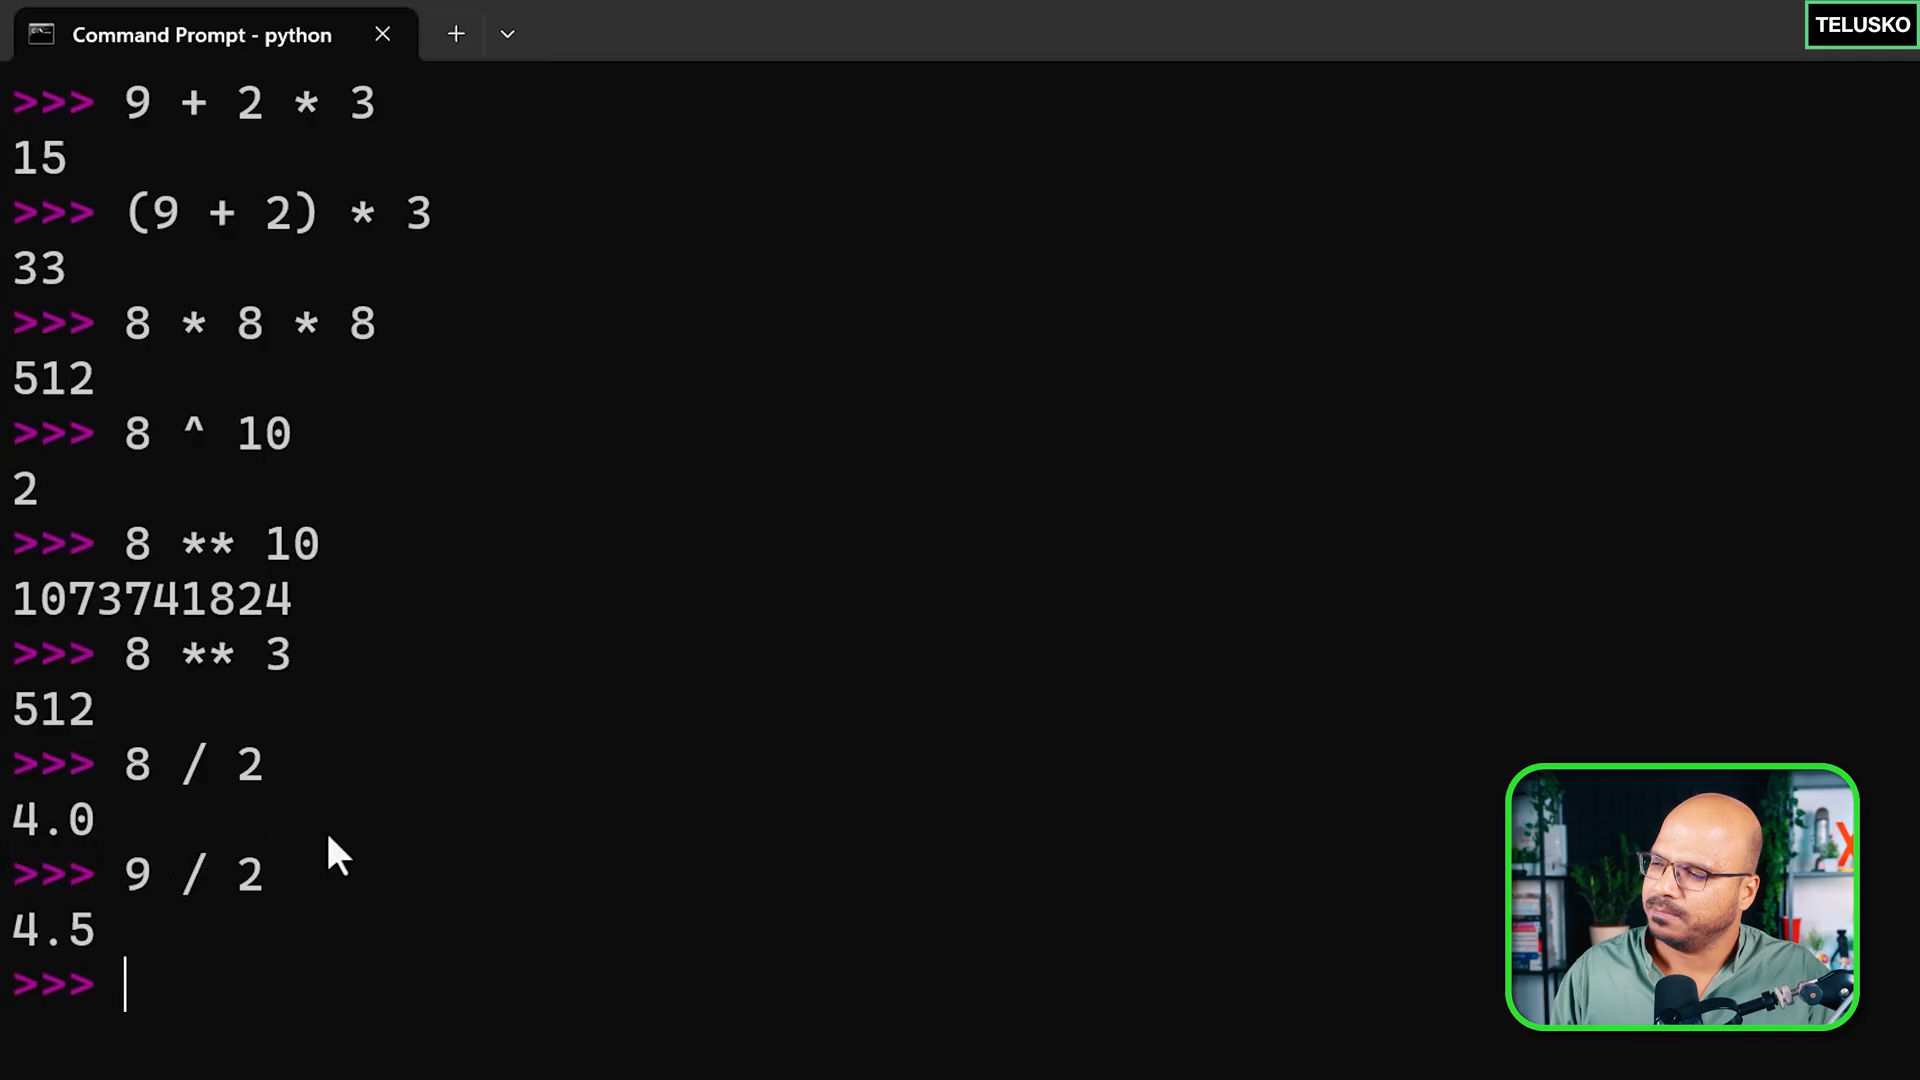 Command Prompt - python
TELUSKO
>>> 9 + 2 * 3
15
>>> (9 + 2) * 3
33
>>> 8 * 8 * 8
512
>>> 8 ^ 10
2
>>> 8 ** 10
1073741824
>>> 8 ** 3
512
>>> 8 / 2
4.0
>>> 9 / 2
4.5
>>>